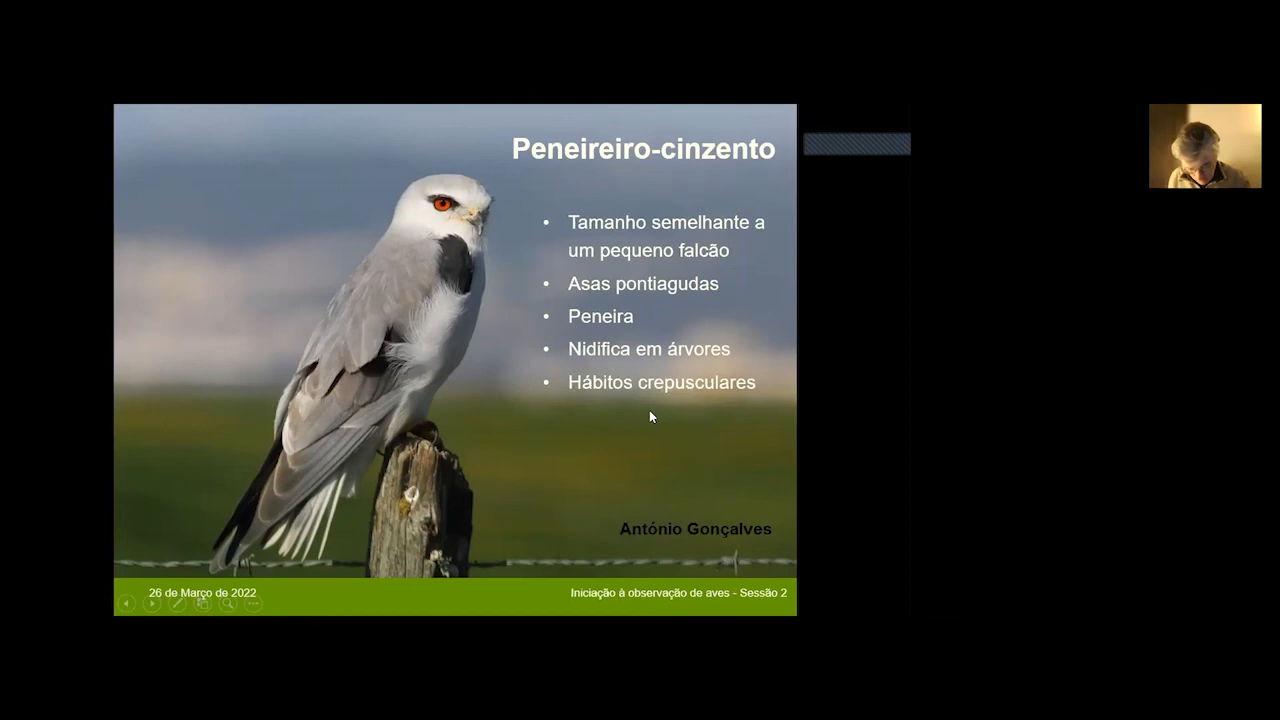 Peneireiro-cinzento
• Tamanho semelhante a
um pequeno falcão
• Asas pontiagudas
• Peneira
• Nidifica em árvores
• Hábitos crepusculares
António Gonçalves
26 de Março de 2022
Iniciação à observação de aves - Sessão 2